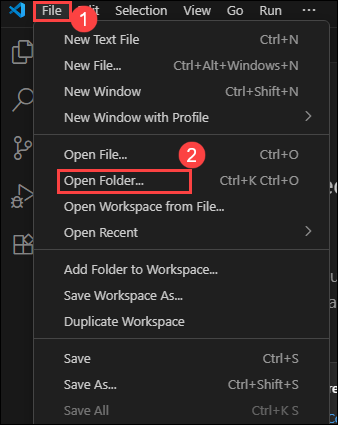 File Edit Selection View Go Run ...
1
New Text File Ctrl+N
New File... Ctrl+Alt+Windows+N
New Window Ctrl+Shift+N
New Window with Profile
Open File... Ctrl+O
2
Open Folder... Ctrl+K Ctrl+O
Open Workspace from File...
Open Recent
Add Folder to Workspace...
Save Workspace As...
Duplicate Workspace
Save Ctrl+S
Save As... Ctrl+Shift+S
Save All Ctrl+K S